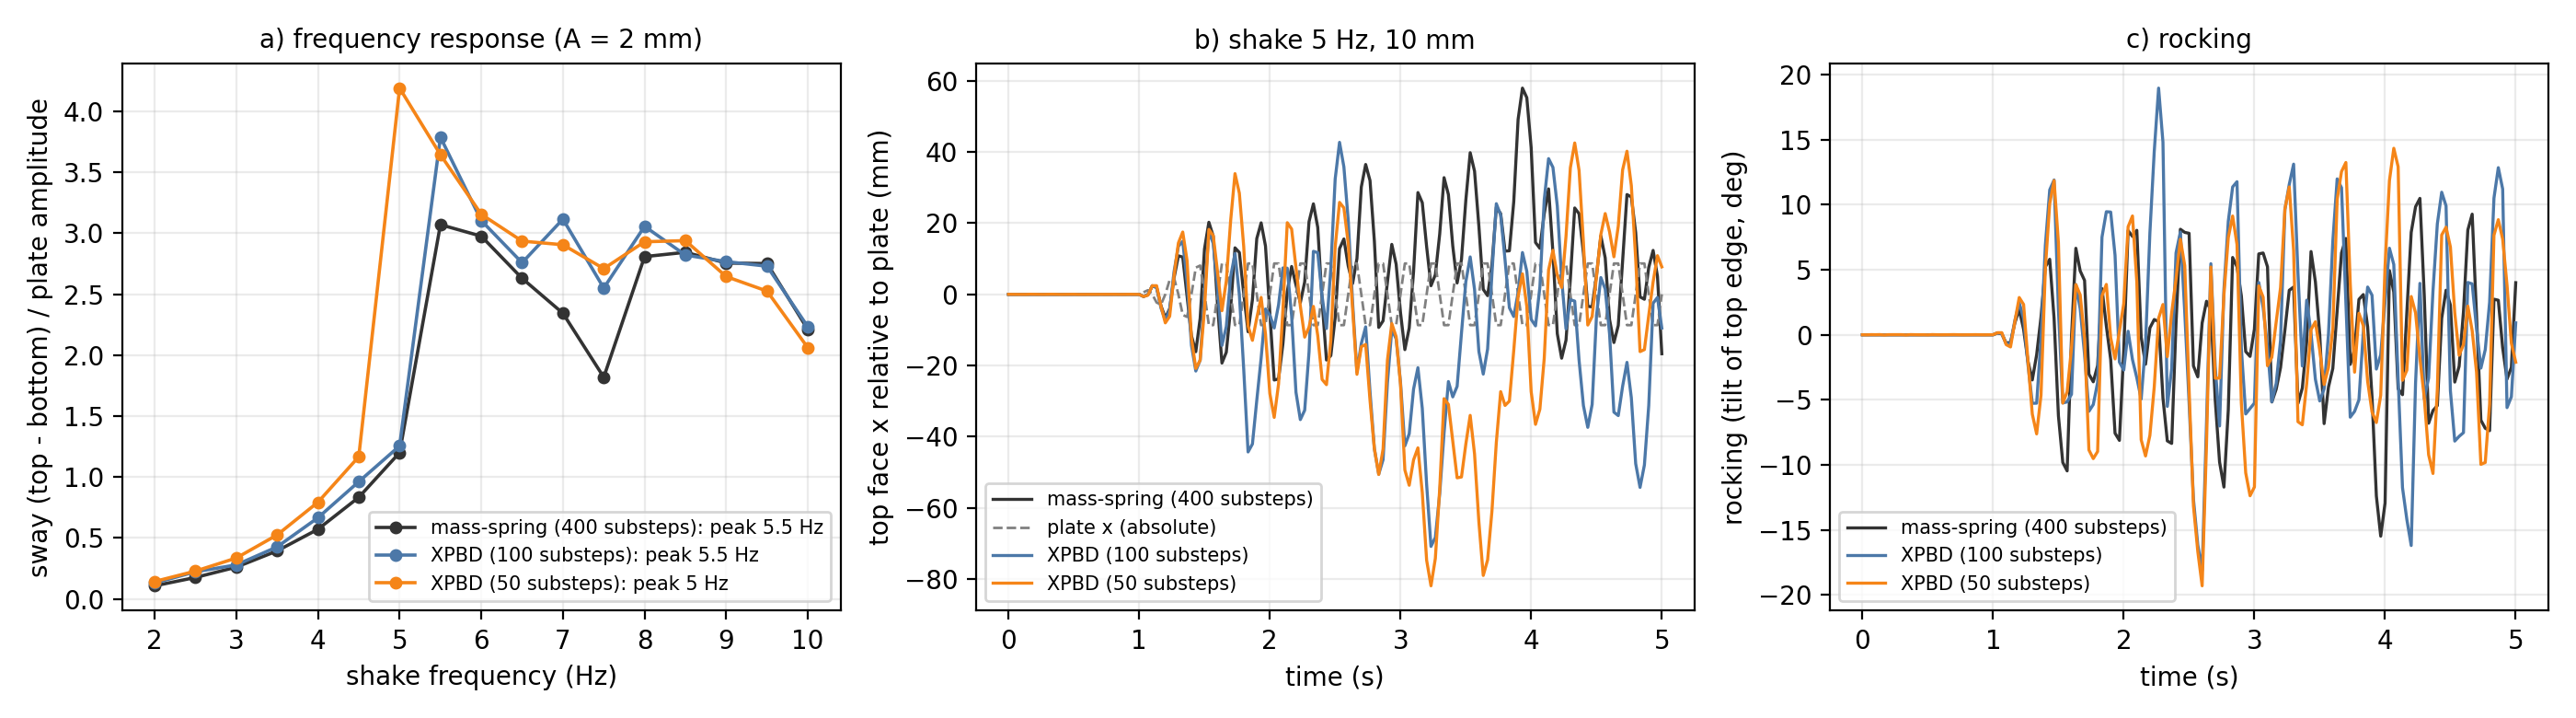 a) frequency response (A = 2 mm)
sway (top - bottom) / plate amplitude
4.0
3.5
3.0
2.5
2.0
1.5
1.0
0.5
0.0
mass-spring (400 substeps): peak 5.5 Hz
XPBD (100 substeps): peak 5.5 Hz
XPBD (50 substeps): peak 5 Hz
2 3 4 5 6 7 8 9 10
shake frequency (Hz)
b) shake 5 Hz, 10 mm
top face x relative to plate (mm)
60
40
20
0
−20
−40
−60
−80
mass-spring (400 substeps)
plate x (absolute)
XPBD (100 substeps)
XPBD (50 substeps)
0 1 2 3 4 5
time (s)
c) rocking
rocking (tilt of top edge, deg)
20
15
10
5
0
−5
−10
−15
−20
mass-spring (400 substeps)
XPBD (100 substeps)
XPBD (50 substeps)
0 1 2 3 4 5
time (s)